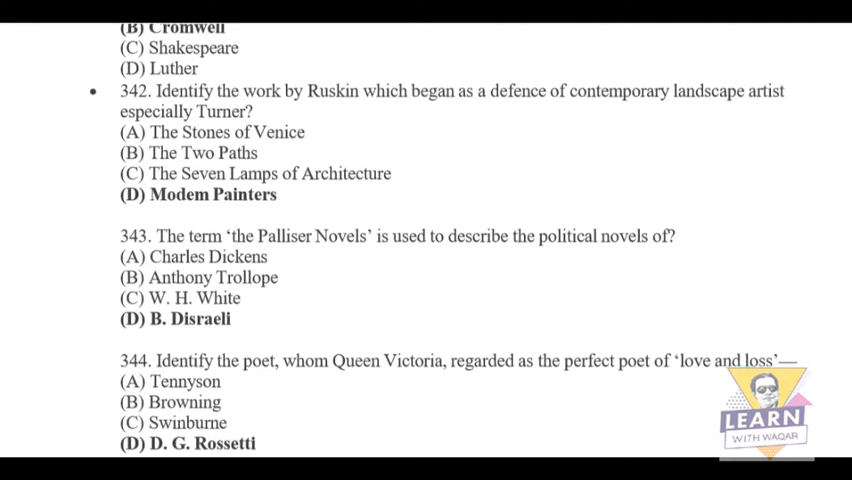 (B) Cromwell
(C) Shakespeare
(D) Luther
• 342. Identify the work by Ruskin which began as a defence of contemporary landscape artist
especially Turner?
(A) The Stones of Venice
(B) The Two Paths
(C) The Seven Lamps of Architecture
(D) Modem Painters
343. The term ‘the Palliser Novels’ is used to describe the political novels of?
(A) Charles Dickens
(B) Anthony Trollope
(C) W. H. White
(D) B. Disraeli
344. Identify the poet, whom Queen Victoria, regarded as the perfect poet of ‘love and loss’—
(A) Tennyson
(B) Browning
(C) Swinburne
(D) D. G. Rossetti
LEARN
WITH WAQAR